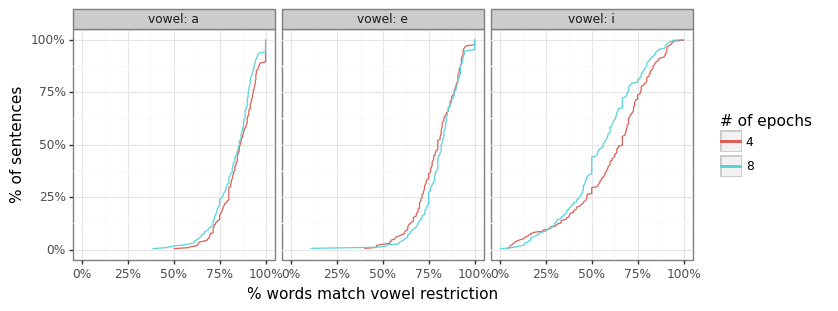 vowel: a vowel: e vowel: i
100%
75%
50%
25%
0%
% of sentences
0% 25% 50% 75% 100% 0% 25% 50% 75% 100% 0% 25% 50% 75% 100%
% words match vowel restriction
# of epochs
4
8